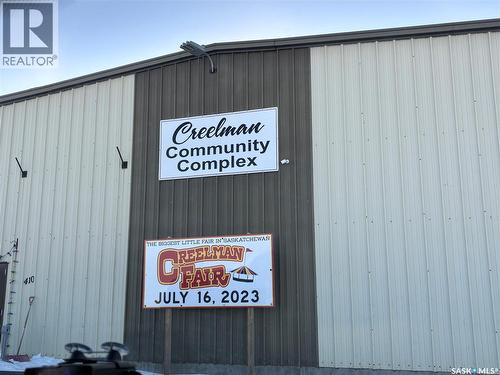 R
REALTOR
Creelman
Community
Complex
THE BIGGEST LITTLE FAIR IN SASKATCHEWAN
CREELMAN
FAIR
JULY 16, 2023
410
SASK MLS®